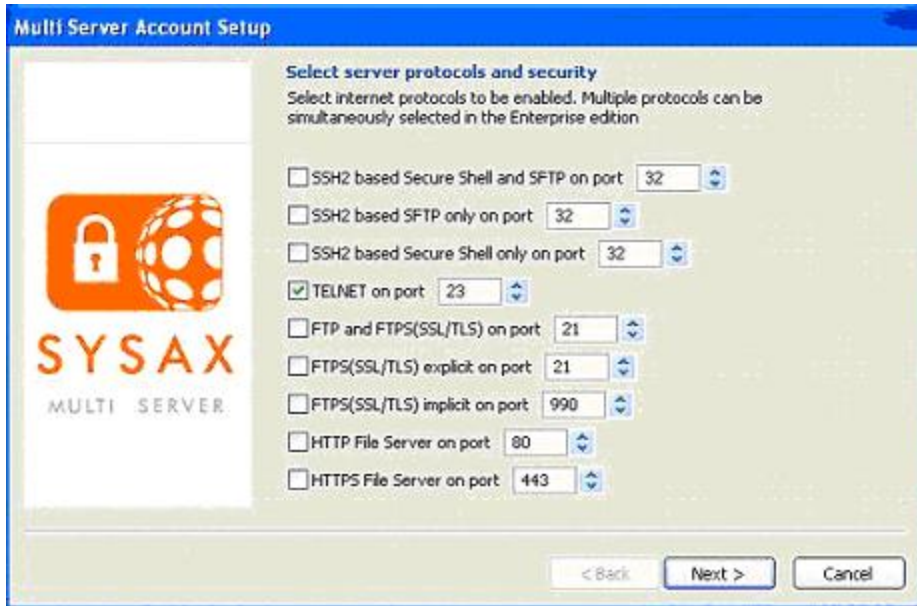 Multi Server Account Setup
Select server protocols and security
Select internet protocols to be enabled. Multiple protocols can be
simultaneously selected in the Enterprise edition
SSH2 based Secure Shell and SFTP on port 32
SSH2 based SFTP only on port 32
SSH2 based Secure Shell only on port 32
TELNET on port 23
FTP and FTPS(SSL/TLS) on port 21
FTPS(SSL/TLS) explicit on port 21
FTPS(SSL/TLS) implicit on port 990
HTTP File Server on port 80
HTTPS File Server on port 443
SYSAX
MULTI SERVER
< Back Next > Cancel